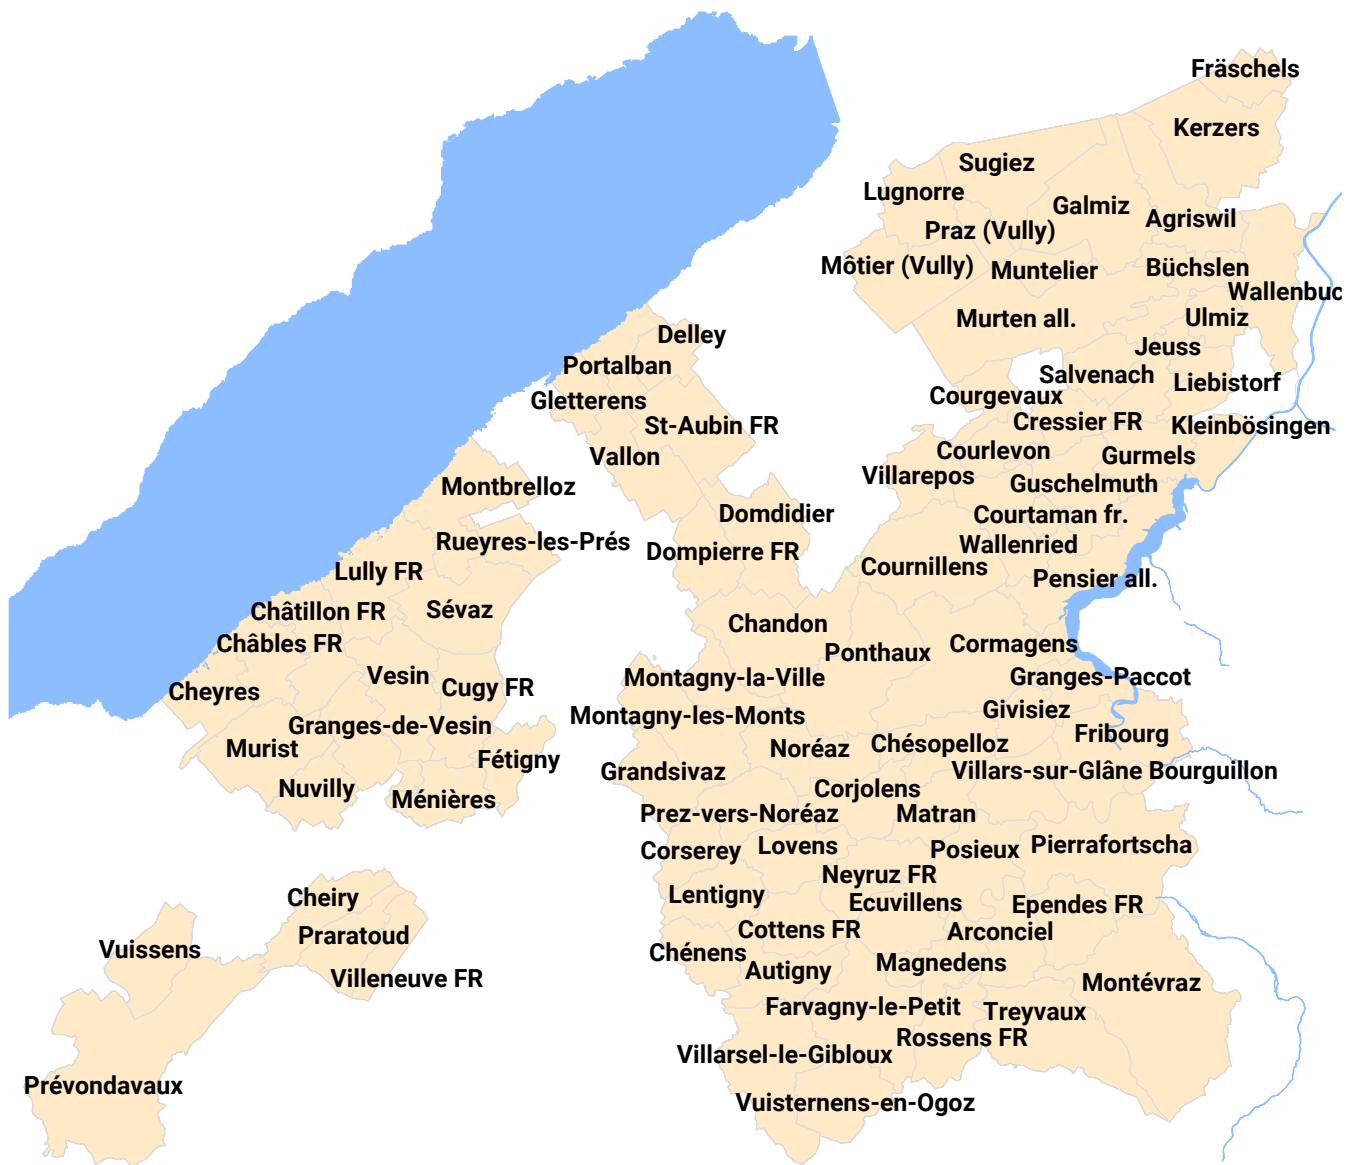 Fräschels
Kerzers
Sugiez
Lugnorre
Galmiz
Agriswil
Praz (Vully)
Môtier (Vully)
Muntelier
Büchslen
Wallenbuc
Murten all.
Ulmiz
Delley
Jeuss
Portalban
Salvenach
Liebistorf
Courgevaux
Gletterens
St-Aubin FR
Cressier FR
Kleinbösingen
Courlevon
Vallon
Gurmels
Villarepos
Guschelmuth
Montbrelloz
Domdidier
Courtaman fr.
Rueyres-les-Prés
Dompierre FR
Wallenried
Cournillens
Lully FR
Pensier all.
Châtillon FR
Sévaz
Chandon
Châbles FR
Ponthaux
Cormagens
Vesin
Montagny-la-Ville
Granges-Paccot
Cheyres
Cugy FR
Montagny-les-Monts
Givisiez
Granges-de-Vesin
Fribourg
Murist
Noréaz
Chésopelloz
Fétigny
Grandsivaz
Villars-sur-Glâne
Bourguillon
Nuvilly
Corjolens
Ménières
Prez-vers-Noréaz
Matran
Lovens
Pierrafortscha
Corserey
Posieux
Neyruz FR
Lentigny
Cheiry
Ecuvillens
Ependes FR
Cottens FR
Arconciel
Praratoud
Vuissens
Chénens
Autigny
Magnedens
Villeneuve FR
Montévraz
Farvagny-le-Petit
Treyvaux
Rossens FR
Villarsel-le-Gibloux
Prévondavaux
Vuisternens-en-Ogoz